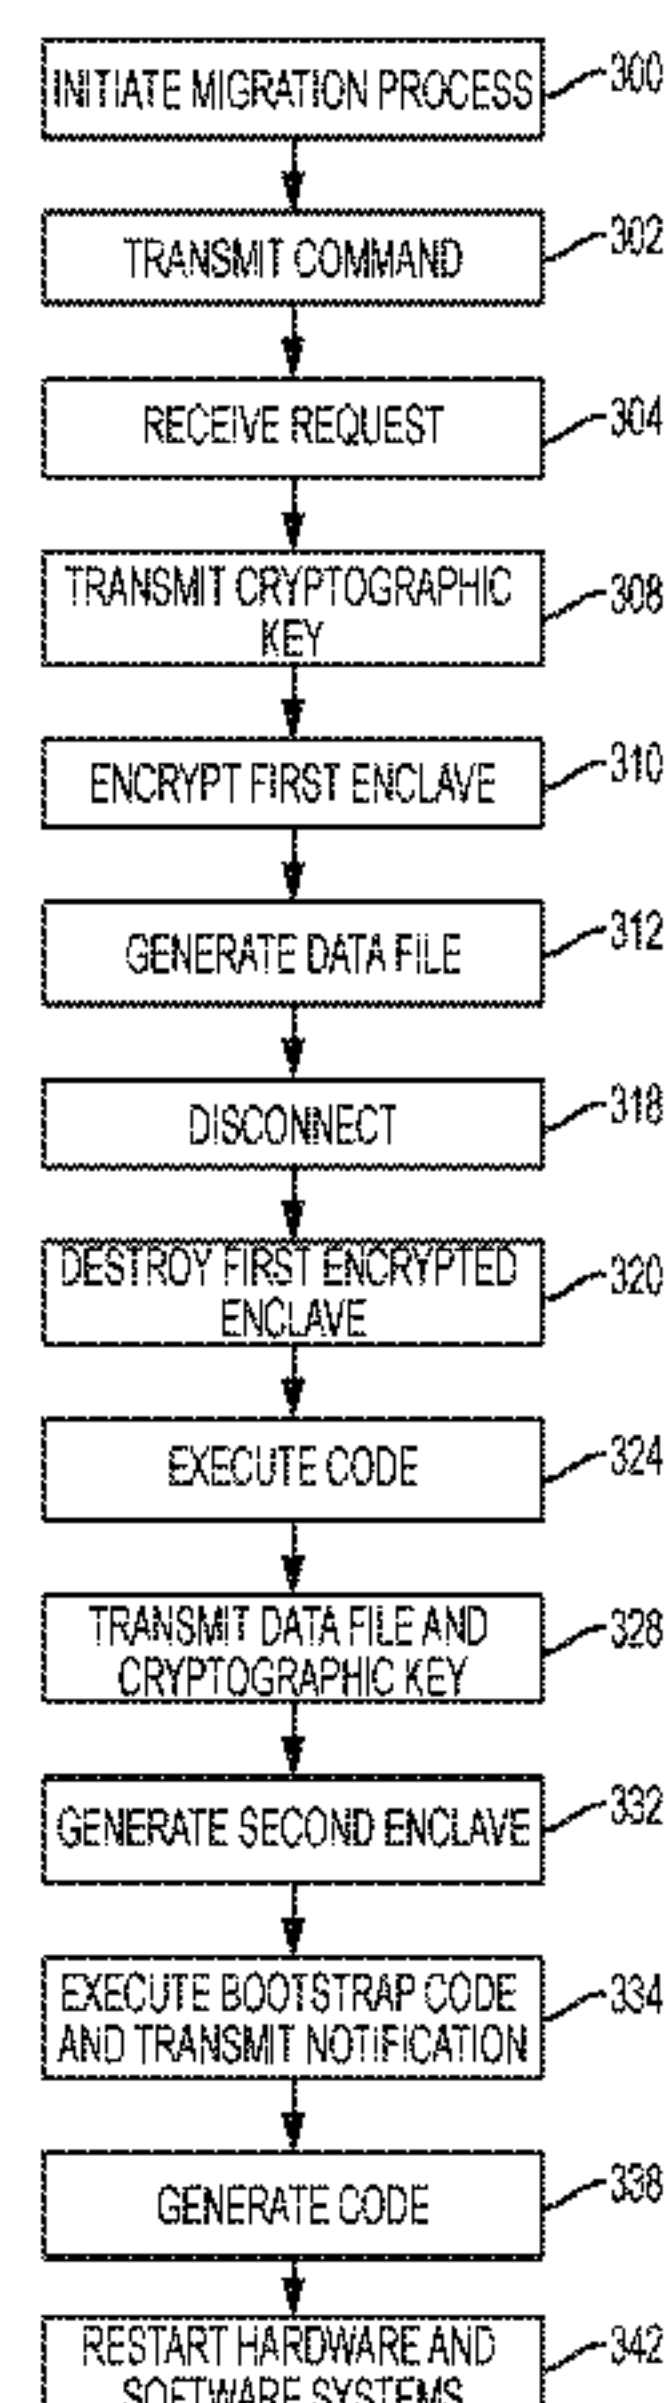 INITIATE MIGRATION PROCESS
300
TRANSMIT COMMAND
302
RECEIVE REQUEST
304
TRANSMIT CRYPTOGRAPHIC
KEY
308
ENCRYPT FIRST ENCLAVE
310
GENERATE DATA FILE
312
DISCONNECT
318
DESTROY FIRST ENCRYPTED
ENCLAVE
320
EXECUTE CODE
324
TRANSMIT DATA FILE AND
CRYPTOGRAPHIC KEY
328
GENERATE SECOND ENCLAVE
332
EXECUTE BOOTSTRAP CODE
AND TRANSMIT NOTIFICATION
334
GENERATE CODE
338
RESTART HARDWARE AND
SOFTWARE SYSTEMS
342